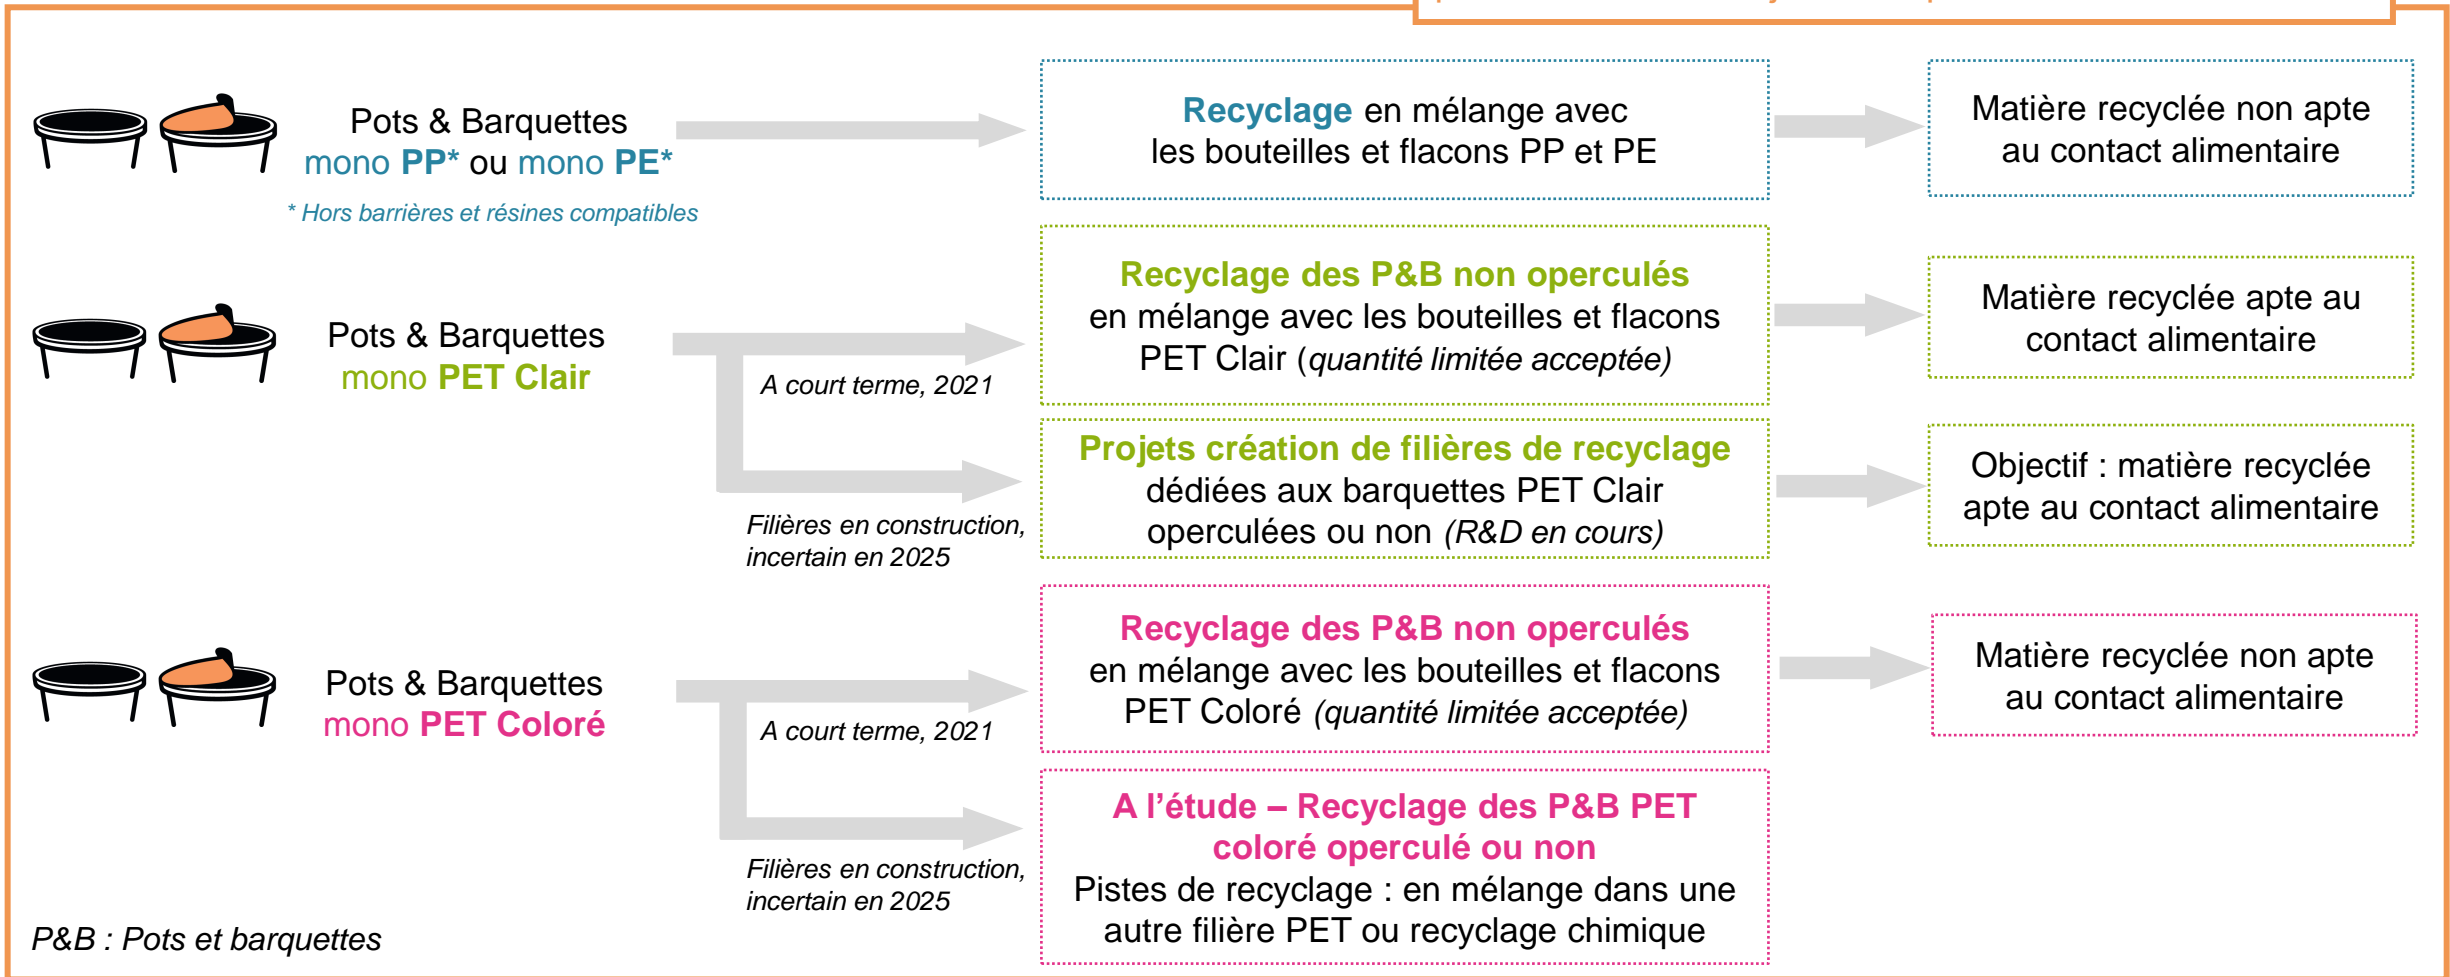 Pots & Barquettes
mono PP* ou mono PE*
* Hors barrières et résines compatibles
Recyclage en mélange avec
les bouteilles et flacons PP et PE
Matière recyclée non apte
au contact alimentaire
Pots & Barquettes
mono PET Clair
A court terme, 2021
Recyclage des P&B non operculés
en mélange avec les bouteilles et flacons
PET Clair (quantité limitée acceptée)
Matière recyclée apte au
contact alimentaire
Filières en construction,
incertain en 2025
Projets création de filières de recyclage
dédiées aux barquettes PET Clair
operculées ou non (R&D en cours)
Objectif : matière recyclée
apte au contact alimentaire
Pots & Barquettes
mono PET Coloré
A court terme, 2021
Recyclage des P&B non operculés
en mélange avec les bouteilles et flacons
PET Coloré (quantité limitée acceptée)
Matière recyclée non apte
au contact alimentaire
Filières en construction,
incertain en 2025
A l'étude – Recyclage des P&B PET
coloré operculé ou non
Pistes de recyclage : en mélange dans une
autre filière PET ou recyclage chimique
P&B : Pots et barquettes